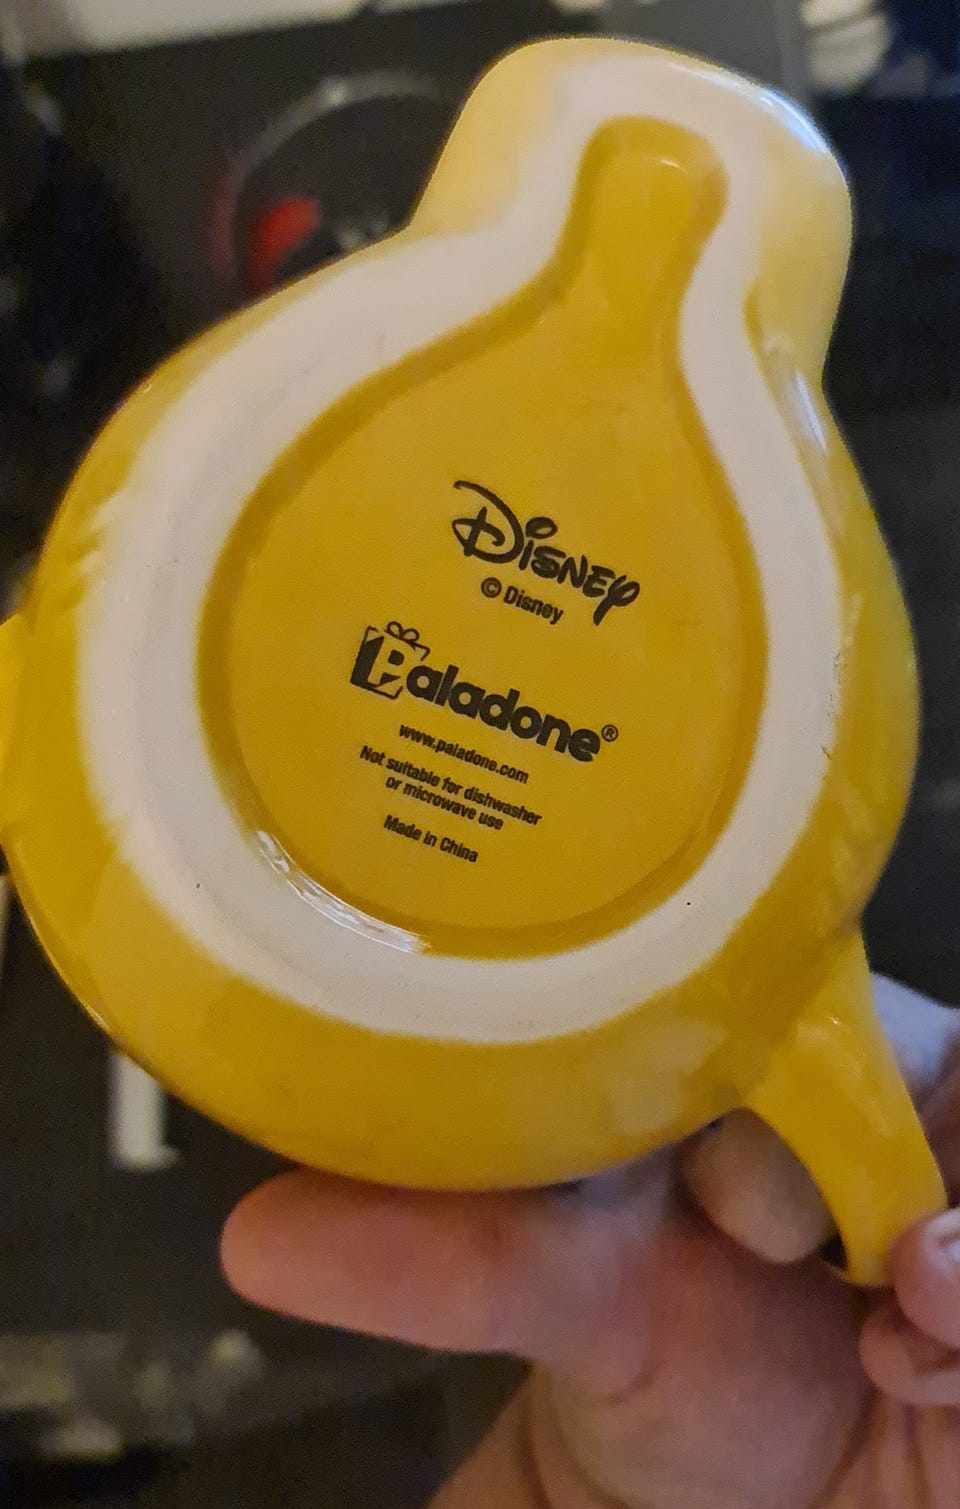 Disney
© Disney
Paladone®
www.paladone.com
Not suitable for dishwasher
or microwave use
Made in China